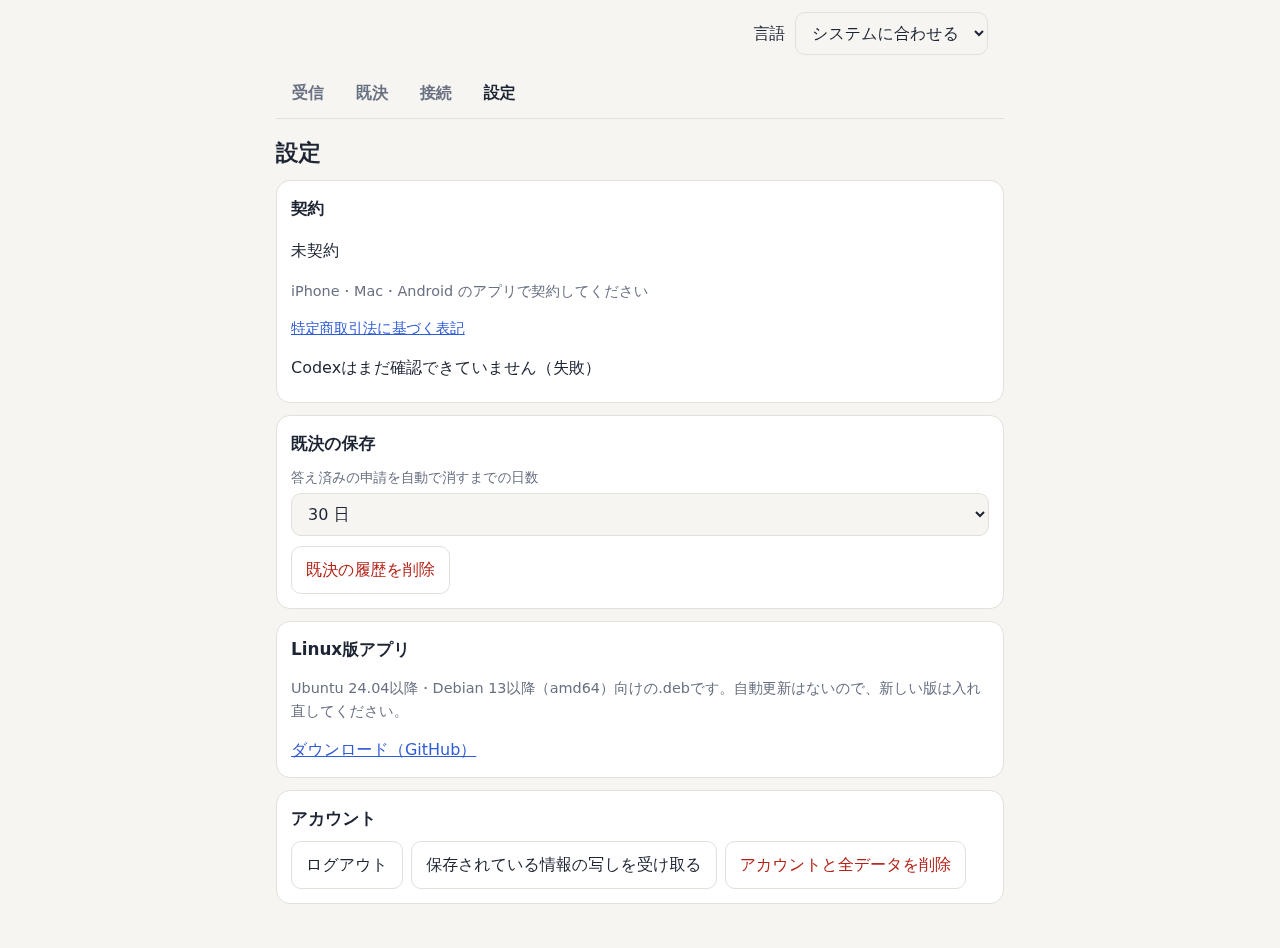 言語 システムに合わせる
受信 既決 接続 設定
設定
契約
未契約
iPhone・Mac・Android のアプリで契約してください
特定商取引法に基づく表記
Codexはまだ確認できていません（失敗）
既決の保存
答え済みの申請を自動で消すまでの日数
30 日
既決の履歴を削除
Linux版アプリ
Ubuntu 24.04以降・Debian 13以降（amd64）向けの.debです。自動更新はないので、新しい版は入れ
直してください。
ダウンロード（GitHub）
アカウント
ログアウト 保存されている情報の写しを受け取る アカウントと全データを削除